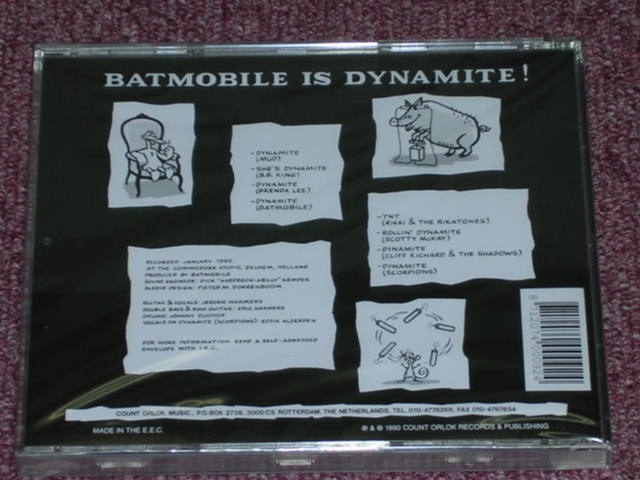 BATMOBILE IS DYNAMITE!
-DYNAMITE
(MUD)
-SHE'S DYNAMITE
(B.B. KING)
-DYNAMITE
(BRENDA LEE)
-DYNAMITE
(BATMOBILE)
-TNT
(RIKKI & THE RIKATONES)
-ROLLIN' DYNAMITE
(SCOTTY McKAY)
-DYNAMITE
(CLIFF RICHARD & THE SHADOWS)
-DYNAMITE
(SCORPIONS)
RECORDED JANUARY 1990
AT THE COMMODORE STUDIO, ZELHEM, HOLLAND
PRODUCED BY BATMOBILE
SOUND ENGINEER: DICK "HARDROCK-ABILLY" KEMPER
SLEEVE DESIGN: PIETER M. DORRENBOOM
GUITAR & VOCALS: JEROEN HAAMERS
DOUBLE BASS & GUITAR: ERIC HAAMERS
DRUMS: JOHNNY ZUIDHOF
VOCALS ON DYNAMITE (SCORPIONS): EDDIE ALDERDEN
FOR MORE INFORMATION SEND A SELF-ADRESSED
ENVELOPE WITH I.R.C.
COUNT ORLOK, MUSIC, P.O. BOX 2738, 3000 CS ROTTERDAM, THE NETHERLANDS, TEL. 010-4776268, FAX 010-4767654
MADE IN THE E.E.C.
℗ & © 1990 COUNT ORLOK RECORDS & PUBLISHING